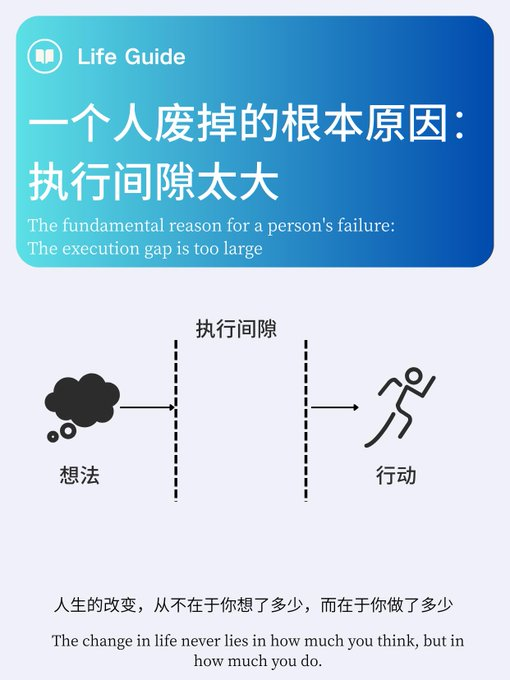 Life Guide
一个人废掉的根本原因：
执行间隙太大
The fundamental reason for a person's failure:
The execution gap is too large
执行间隙
想法
行动
人生的改变，从不在于你想了多少，而在于你做了多少
The change in life never lies in how much you think, but in
how much you do.